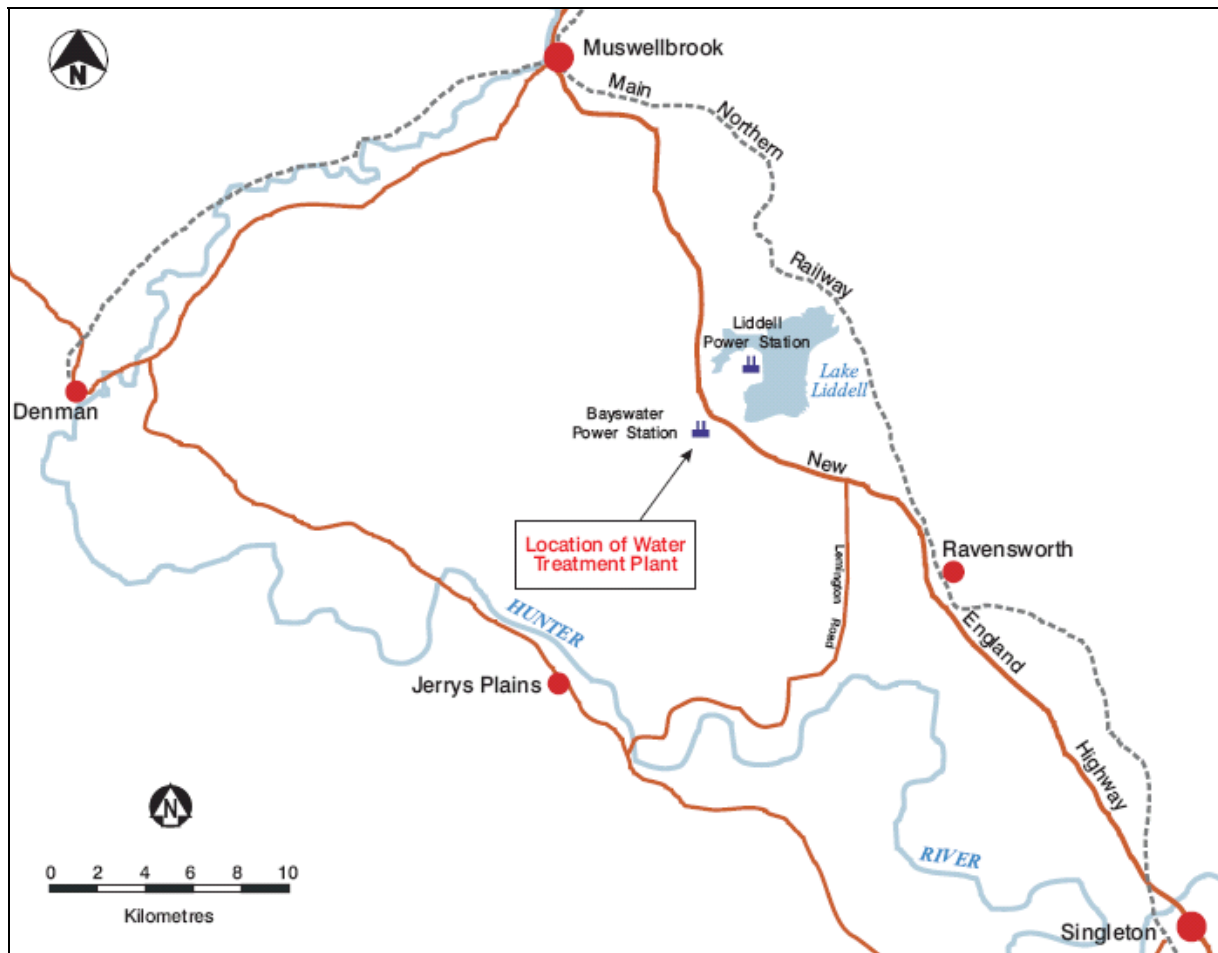 N
Muswellbrook
Main
Northern
Railway
Liddell
Power Station
Lake
Liddell
Denman
Bayswater
Power Station
New
Location of Water
Treatment Plant
Lemington Road
Ravensworth
England
HUNTER
Jerrys Plains
Highway
N
RIVER
0 2 4 6 8 10
Kilometres
Singleton